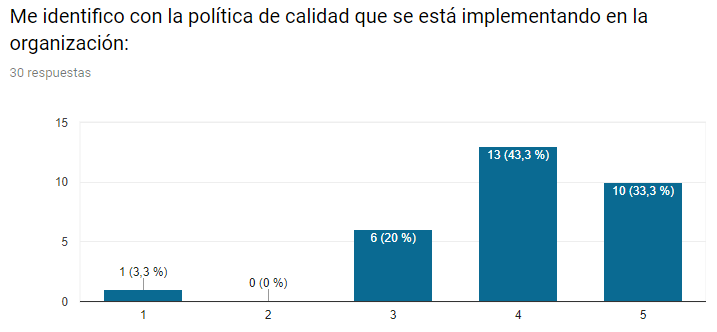 Me identifico con la política de calidad que se está implementando en la
organización:
30 respuestas
15
10
5
0
1 (3,3 %)
0 (0 %)
6 (20 %)
13 (43,3 %)
10 (33,3 %)
1
2
3
4
5